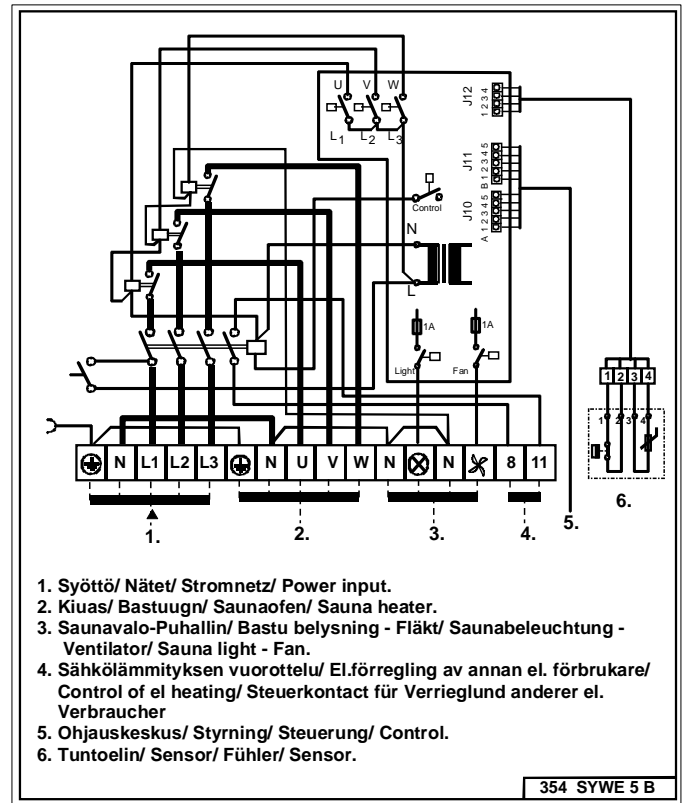 U V W
L1 L2 L3
J12
1 2 3 4
J11
B 1 2 3 4 5
J10
A 1 2 3 4 5
Control
N
L
1A
1A
Light
Fan
1 2 3 4
1 2 3 4
N L1 L2 L3 N U V W N N 8 11
1.
2.
3.
4.
5.
6.
1. Syöttö/ Nätet/ Stromnetz/ Power input.
2. Kiuas/ Bastuugn/ Saunaofen/ Sauna heater.
3. Saunavalo-Puhallin/ Bastu belysning - Fläkt/ Saunabeleuchtung -
Ventilator/ Sauna light - Fan.
4. Sähkölämmityksen vuorottelu/ El.förregling av annan el. förbrukare/
Control of el heating/ Steuerkontact für Verrieglund anderer el.
Verbraucher
5. Ohjauskeskus/ Styrning/ Steuerung/ Control.
6. Tuntoelin/ Sensor/ Fühler/ Sensor.
354 SYWE 5 B